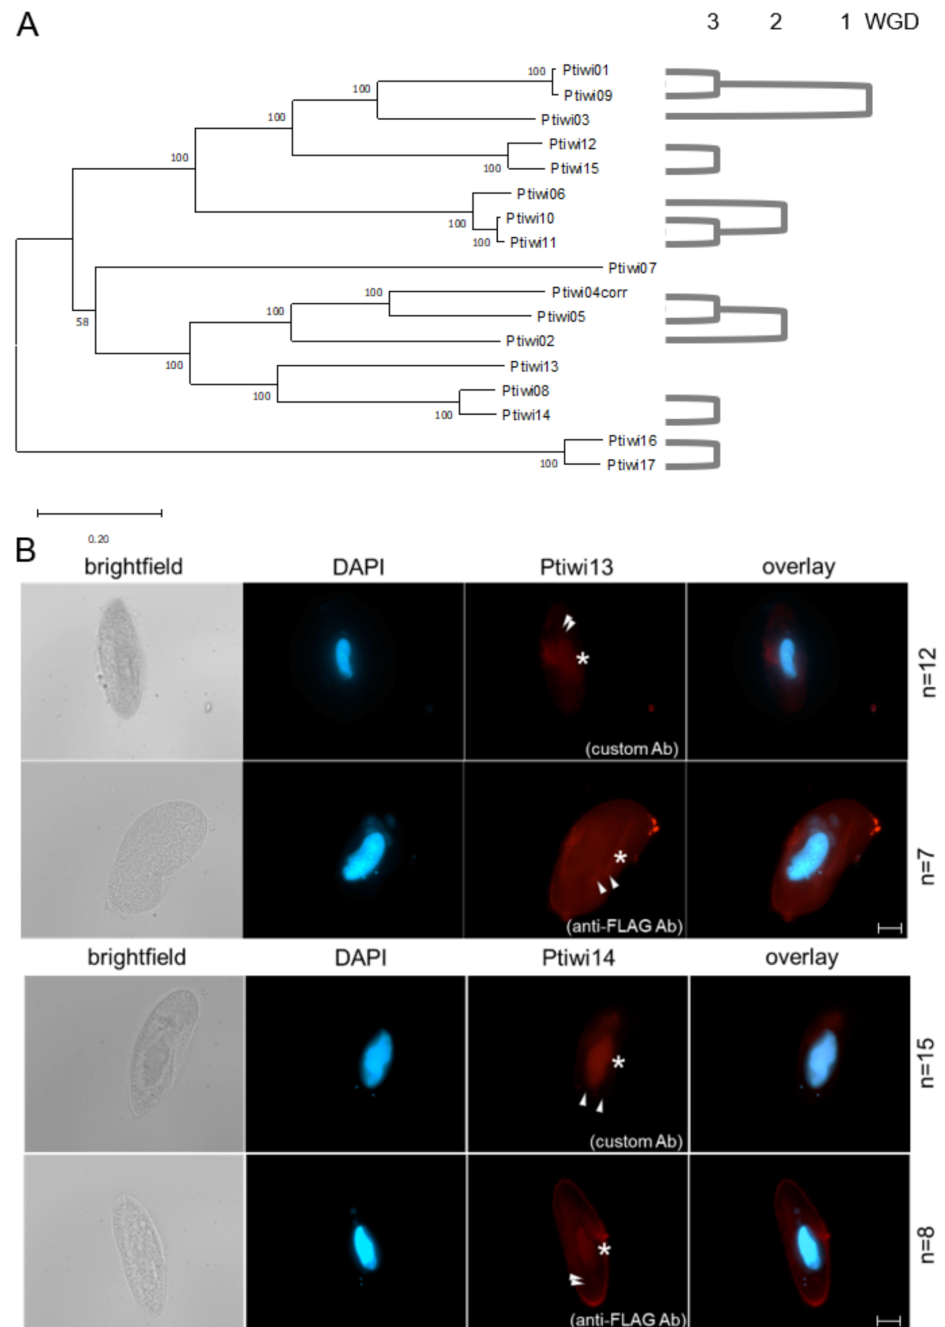 A
3 2 1 WGD
100 Ptiwi01
100 Ptiwi09
100 Ptiwi03
Ptiwi12
100 100 Ptiwi15
Ptiwi06
100 Ptiwi10
100 Ptiwi11
Ptiwi07
100 Ptiwi04corr
58 100 Ptiwi05
Ptiwi02
100 Ptiwi13
100 Ptiwi08
100 Ptiwi14
Ptiwi16
100 Ptiwi17
0.20
B
brightfield DAPI Ptiwi13 overlay
*
(custom Ab)
n=12
*
(anti-FLAG Ab)
n=7
brightfield DAPI Ptiwi14 overlay
*
(custom Ab)
n=15
*
(anti-FLAG Ab)
n=8